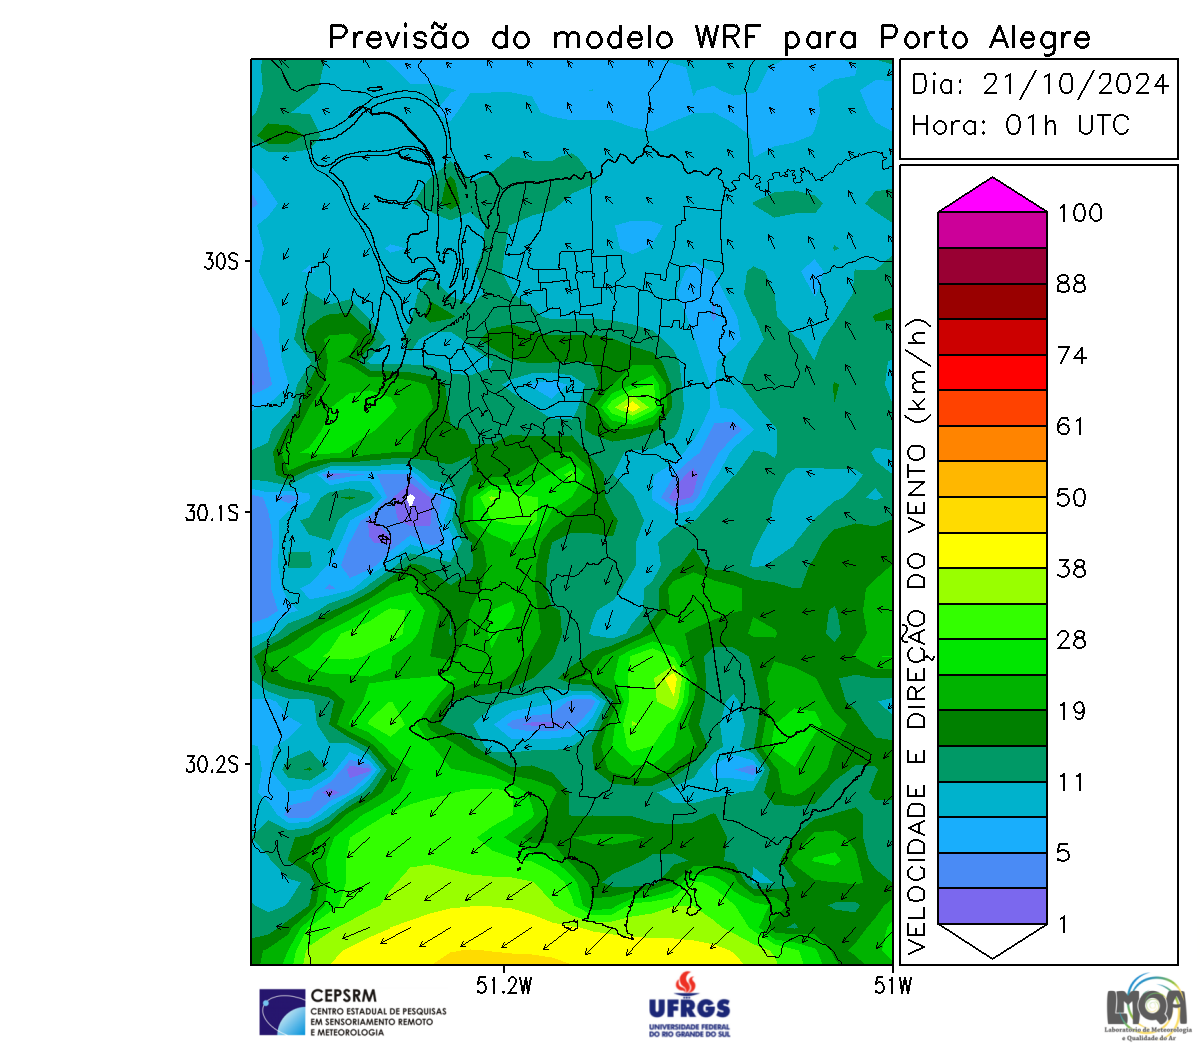 Previsão do modelo WRF para Porto Alegre
Dia: 21/10/2024
Hora: 01h UTC
100
88
74
61
50
38
28
19
11
5
1
VELOCIDADE E DIREÇÃO DO VENTO (km/h)
30S
30.1S
30.2S
51.2W
51W
CEPSRM
CENTRO ESTADUAL DE PESQUISAS
EM SENSORIAMENTO REMOTO
E METEOROLOGIA
UFRGS
UNIVERSIDADE FEDERAL
DO RIO GRANDE DO SUL
LMQA
Laboratório de Meteorologia
e Qualidade do Ar